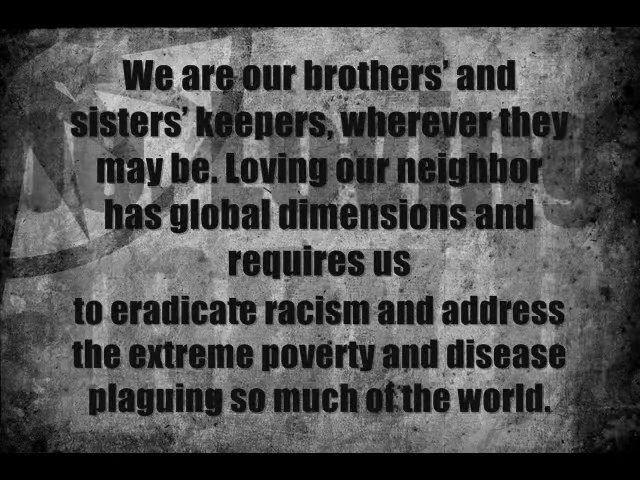 We are our brothers’ and
sisters’ keepers, wherever they
may be. Loving our neighbor
has global dimensions and
requires us
to eradicate racism and address
the extreme poverty and disease
plaguing so much of the world.